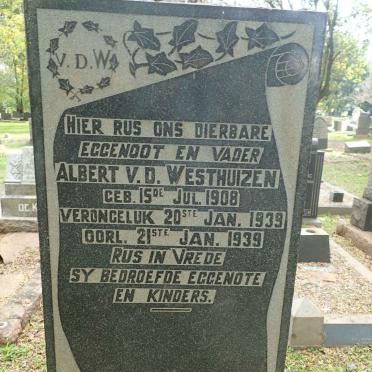 V.D.W.
HIER RUS ONS DIERBARE
EGGENOOT EN VADER
ALBERT V.D. WESTHUIZEN
GEB. 15DE JUL. 1908
VERONGELUK 20STE JAN. 1939
OORL. 21STE JAN. 1939
RUS IN VREDE
SY BEDROEFDE EGGENOTE
EN KINDERS.